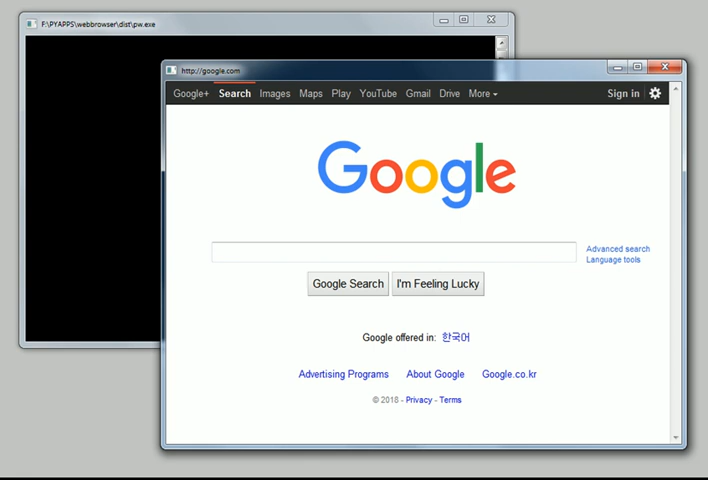 F:\PYAPPS\webbrowser\dist\pw.exe
http://google.com
Google+ Search Images Maps Play YouTube Gmail Drive More Sign in
Google
Advanced search
Language tools
Google Search I'm Feeling Lucky
Google offered in: 한국어
Advertising Programs About Google Google.co.kr
© 2018 - Privacy - Terms